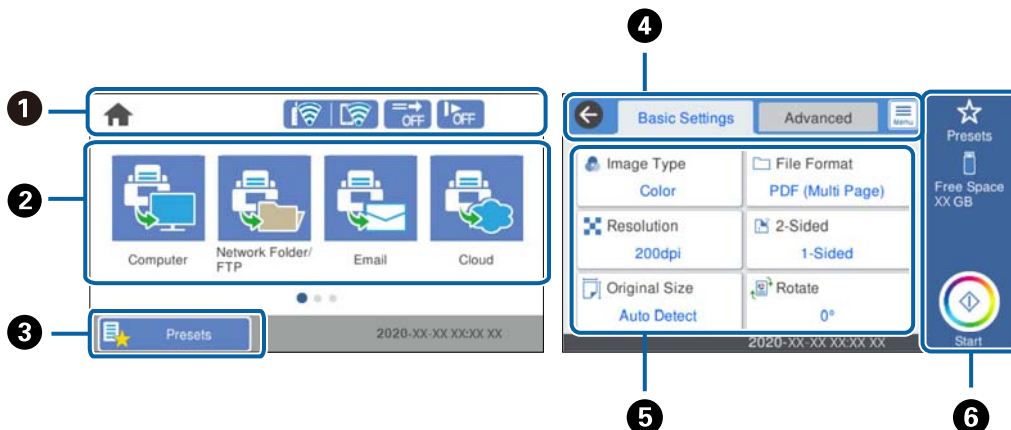 4
1
OFF
OFF
2
Computer
Network Folder/
FTP
Email
Cloud
3
Presets
2020-XX-XX XX:XX XX
Basic Settings
Advanced
Menu
Image Type
Color
File Format
PDF (Multi Page)
Resolution
200dpi
2-Sided
1-Sided
Original Size
Auto Detect
Rotate
0°
2020-XX-XX XX:XX XX
Presets
Free Space
XX GB
Start
5
6